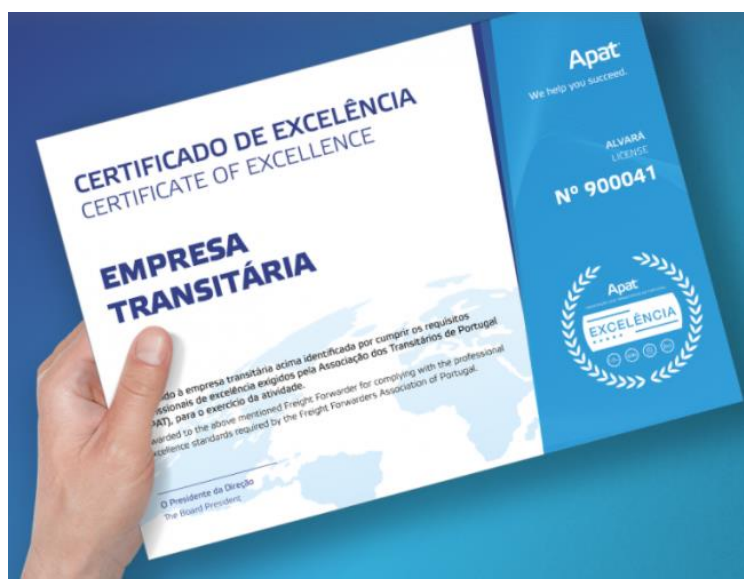 CERTIFICADO DE EXCELÊNCIA
CERTIFICATE OF EXCELLENCE
EMPRESA
TRANSITÁRIA
à empresa transitária acima identificada por cumprir os requisitos
de excelência exigidos pela Associação dos Transitários de Portugal
para o exercício da atividade.
to the above mentioned Freight Forwarder for complying with the professional
standards required by the Freight Forwarders Association of Portugal.
O Presidente da Direção
The Board President
Apat
We help you succeed.
ALVARÁ
LICENSE
Nº 900041
Apat
EXCELÊNCIA